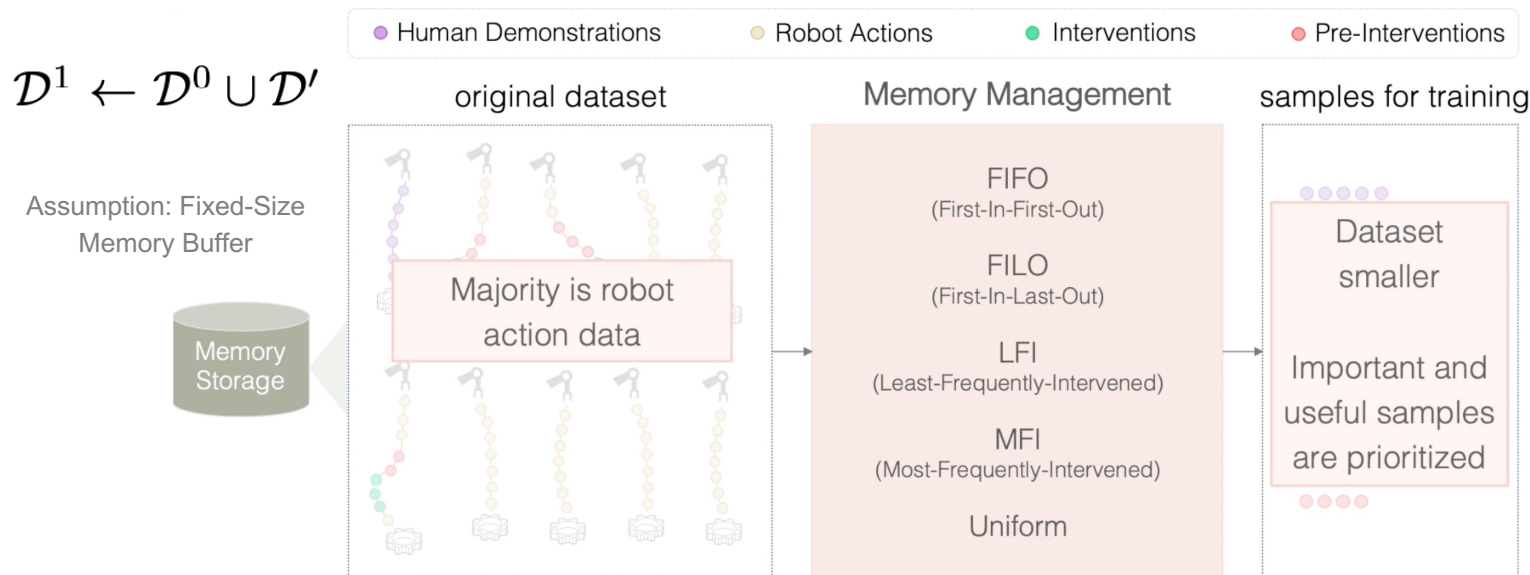 Human Demonstrations
Robot Actions
Interventions
Pre-Interventions
𝒟¹ ← 𝒟⁰ ∪ 𝒟′
original dataset
Memory Management
samples for training
Assumption: Fixed-Size
Memory Buffer
Memory
Storage
Majority is robot
action data
FIFO
(First-In-First-Out)
FILO
(First-In-Last-Out)
LFI
(Least-Frequently-Intervened)
MFI
(Most-Frequently-Intervened)
Uniform
Dataset
smaller
Important and
useful samples
are prioritized